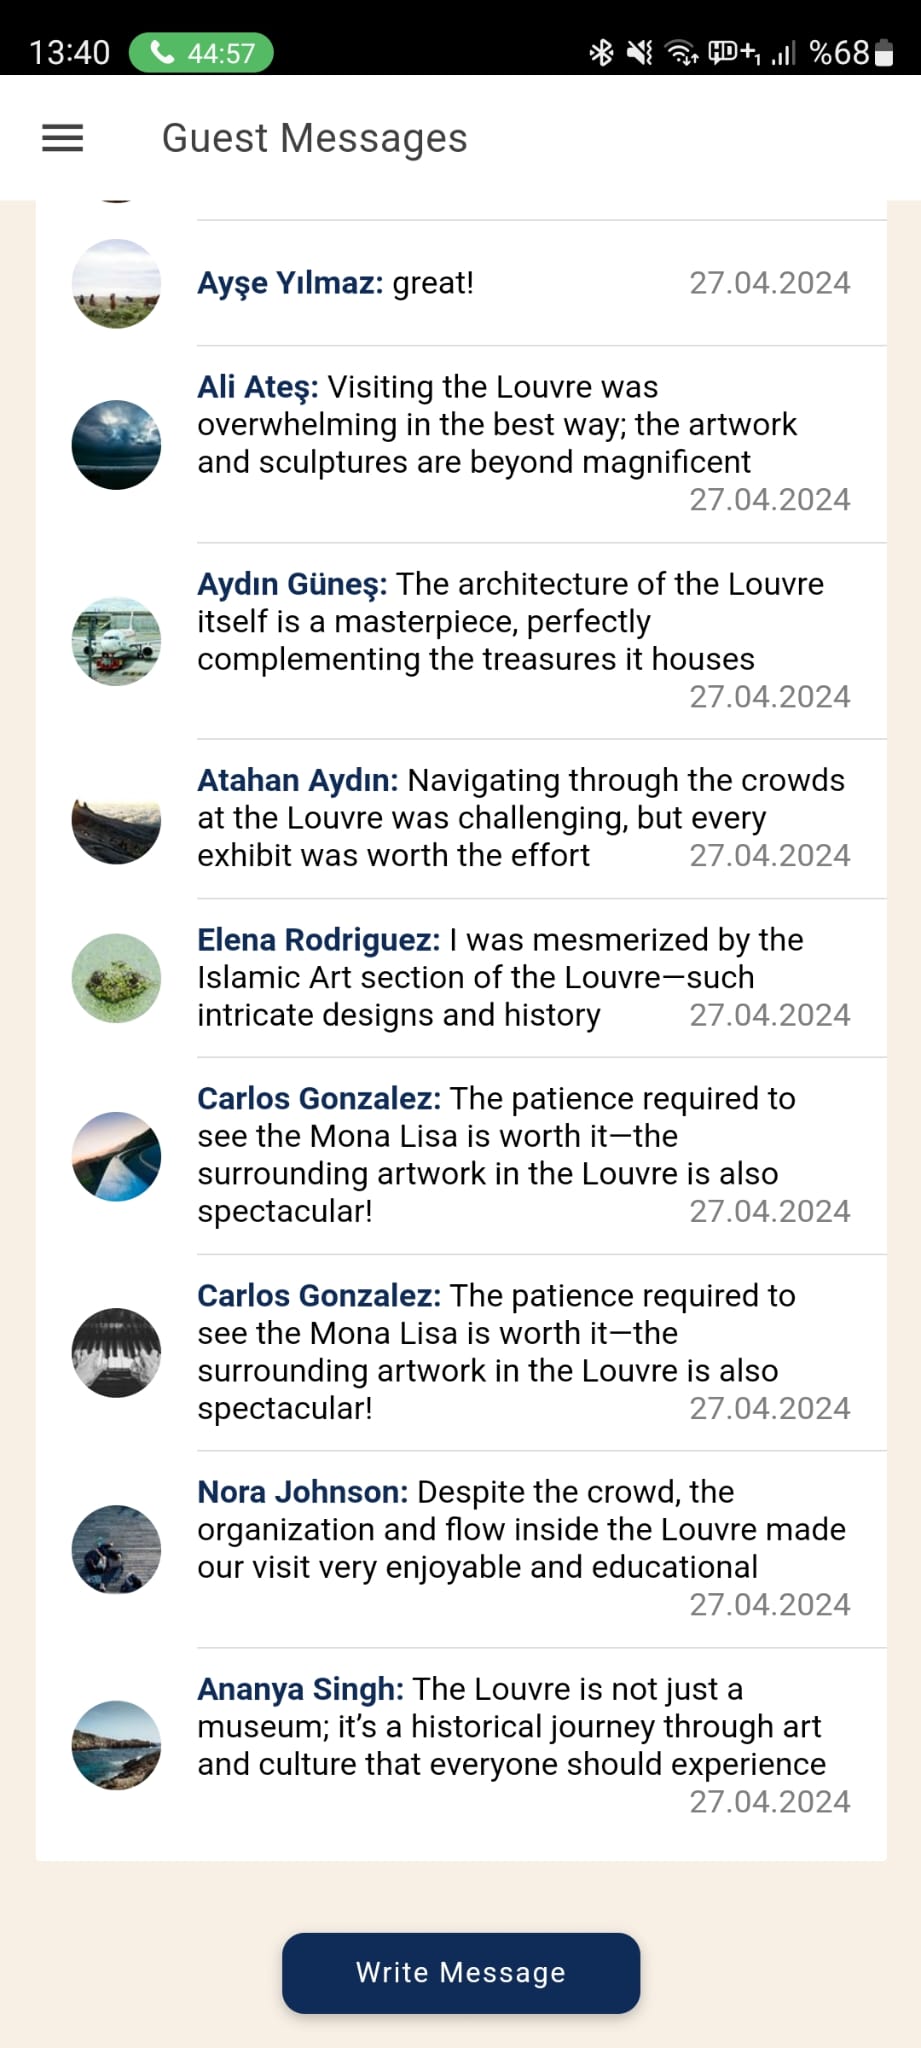 13:40 44:57 HD+1 %68
Guest Messages
Ayşe Yılmaz: great! 27.04.2024
Ali Ateş: Visiting the Louvre was
overwhelming in the best way; the artwork
and sculptures are beyond magnificent
27.04.2024
Aydın Güneş: The architecture of the Louvre
itself is a masterpiece, perfectly
complementing the treasures it houses
27.04.2024
Atahan Aydın: Navigating through the crowds
at the Louvre was challenging, but every
exhibit was worth the effort 27.04.2024
Elena Rodriguez: I was mesmerized by the
Islamic Art section of the Louvre—such
intricate designs and history 27.04.2024
Carlos Gonzalez: The patience required to
see the Mona Lisa is worth it—the
surrounding artwork in the Louvre is also
spectacular! 27.04.2024
Carlos Gonzalez: The patience required to
see the Mona Lisa is worth it—the
surrounding artwork in the Louvre is also
spectacular! 27.04.2024
Nora Johnson: Despite the crowd, the
organization and flow inside the Louvre made
our visit very enjoyable and educational
27.04.2024
Ananya Singh: The Louvre is not just a
museum; it’s a historical journey through art
and culture that everyone should experience
27.04.2024
Write Message